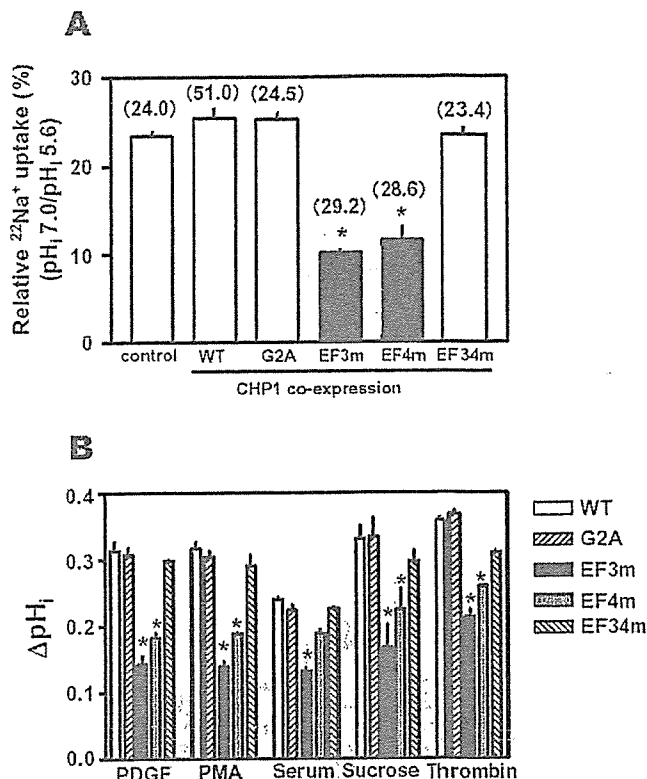 A
Relative ²²Na⁺ uptake (%)
(pHᵢ 7.0/pHᵢ 5.6)
30
20
10
0
(24.0)
(51.0)
(24.5)
(29.2)
*
(28.6)
*
(23.4)
control WT G2A EF3m EF4m EF34m
CHP1 co-expression
B
ΔpHᵢ
0.4
0.3
0.2
0.1
0.0
* * * * * * * * *
PDGF PMA Serum Sucrose Thrombin
WT
G2A
EF3m
EF4m
EF34m